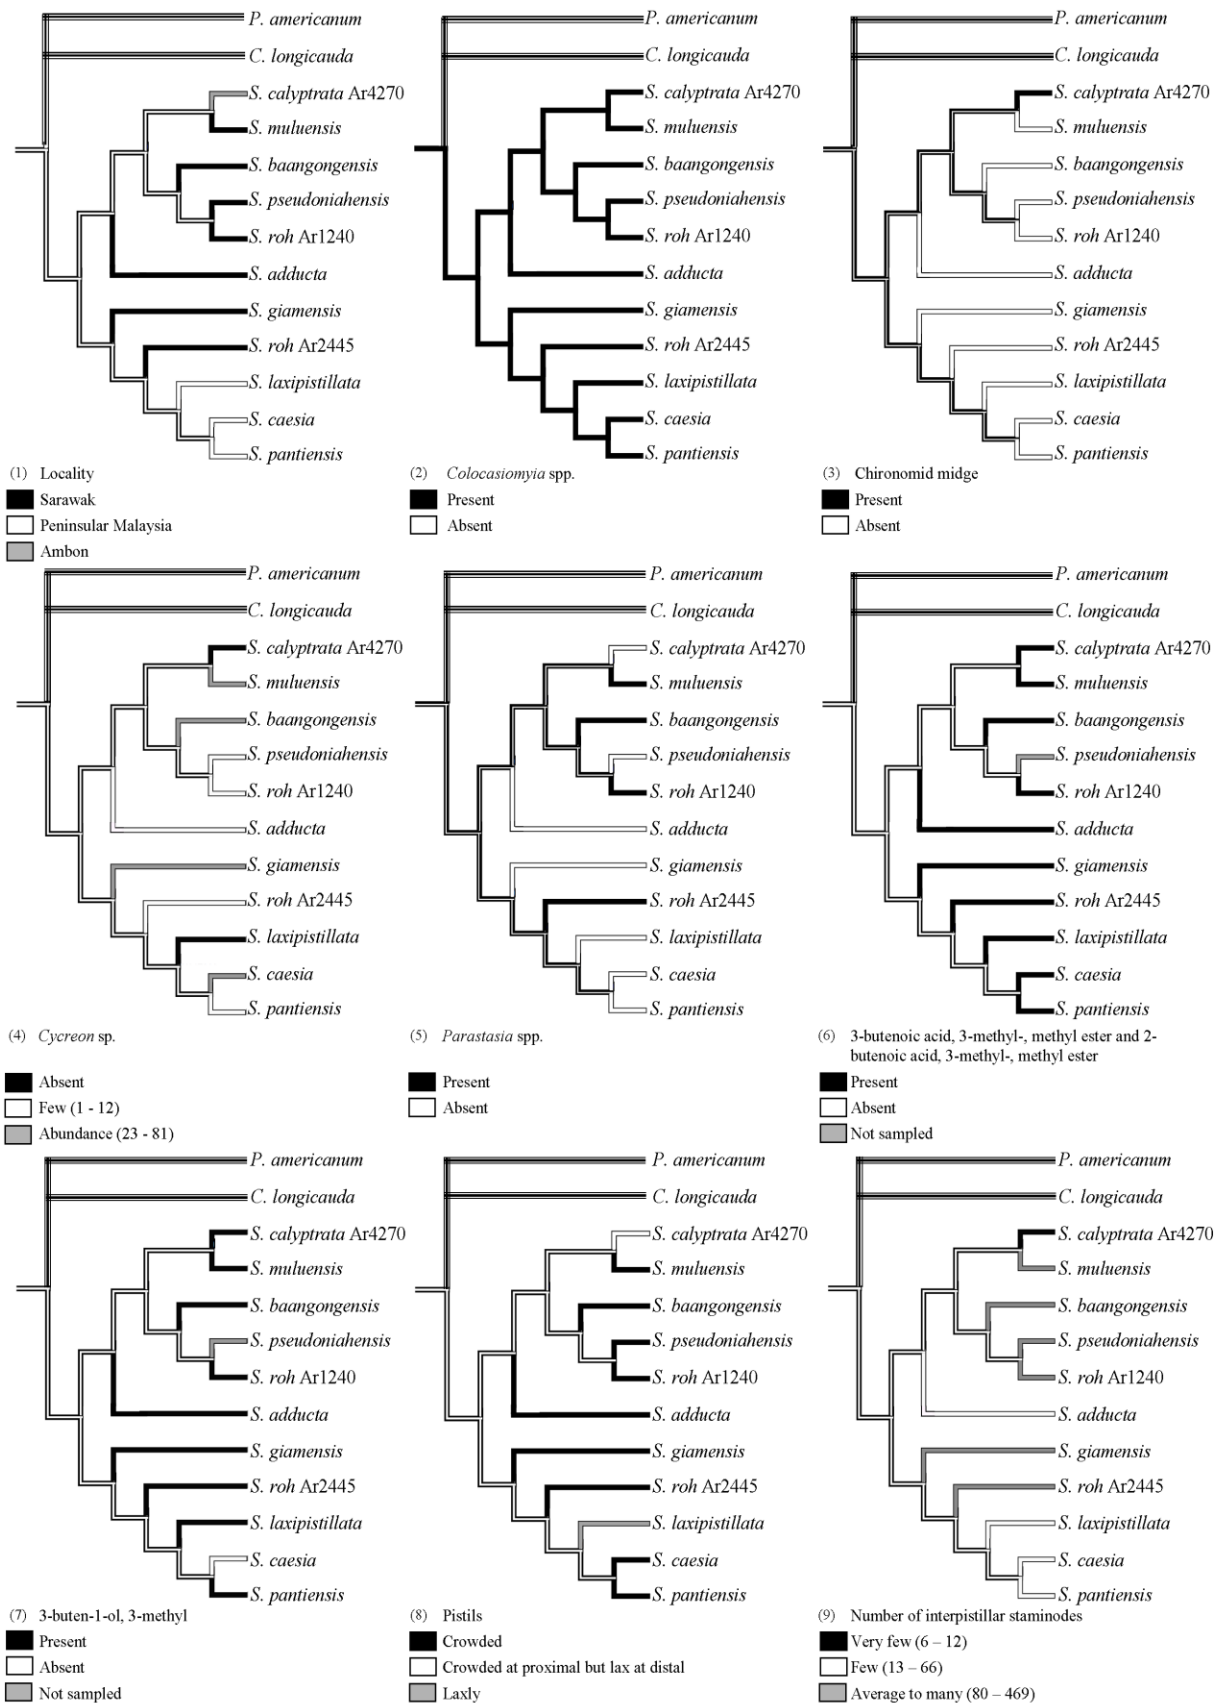 P. americanum
C. longicauda
S. calyptrata Ar4270
S. muluensis
S. baangongensis
S. pseudoniahensis
S. roh Ar1240
S. adducta
S. giamensis
S. roh Ar2445
S. laxipistillata
S. caesia
S. pantiensis
(1) Locality
Sarawak
Peninsular Malaysia
Ambon
P. americanum
C. longicauda
S. calyptrata Ar4270
S. muluensis
S. baangongensis
S. pseudoniahensis
S. roh Ar1240
S. adducta
S. giamensis
S. roh Ar2445
S. laxipistillata
S. caesia
S. pantiensis
(2) Colocasiomyia spp.
Present
Absent
P. americanum
C. longicauda
S. calyptrata Ar4270
S. muluensis
S. baangongensis
S. pseudoniahensis
S. roh Ar1240
S. adducta
S. giamensis
S. roh Ar2445
S. laxipistillata
S. caesia
S. pantiensis
(3) Chironomid midge
Present
Absent
P. americanum
C. longicauda
S. calyptrata Ar4270
S. muluensis
S. baangongensis
S. pseudoniahensis
S. roh Ar1240
S. adducta
S. giamensis
S. roh Ar2445
S. laxipistillata
S. caesia
S. pantiensis
(4) Cycreon sp.
Absent
Few (1 - 12)
Abundance (23 - 81)
P. americanum
C. longicauda
S. calyptrata Ar4270
S. muluensis
S. baangongensis
S. pseudoniahensis
S. roh Ar1240
S. adducta
S. giamensis
S. roh Ar2445
S. laxipistillata
S. caesia
S. pantiensis
(5) Parastasia spp.
Present
Absent
P. americanum
C. longicauda
S. calyptrata Ar4270
S. muluensis
S. baangongensis
S. pseudoniahensis
S. roh Ar1240
S. adducta
S. giamensis
S. roh Ar2445
S. laxipistillata
S. caesia
S. pantiensis
(6) 3-butenoic acid, 3-methyl-, methyl ester and 2-
butenoic acid, 3-methyl-, methyl ester
Present
Absent
Not sampled
P. americanum
C. longicauda
S. calyptrata Ar4270
S. muluensis
S. baangongensis
S. pseudoniahensis
S. roh Ar1240
S. adducta
S. giamensis
S. roh Ar2445
S. laxipistillata
S. caesia
S. pantiensis
(7) 3-buten-1-ol, 3-methyl
Present
Absent
Not sampled
P. americanum
C. longicauda
S. calyptrata Ar4270
S. muluensis
S. baangongensis
S. pseudoniahensis
S. roh Ar1240
S. adducta
S. giamensis
S. roh Ar2445
S. laxipistillata
S. caesia
S. pantiensis
(8) Pistils
Crowded
Crowded at proximal but lax at distal
Laxly
P. americanum
C. longicauda
S. calyptrata Ar4270
S. muluensis
S. baangongensis
S. pseudoniahensis
S. roh Ar1240
S. adducta
S. giamensis
S. roh Ar2445
S. laxipistillata
S. caesia
S. pantiensis
(9) Number of interpistillar staminodes
Very few (6 – 12)
Few (13 – 66)
Average to many (80 – 469)